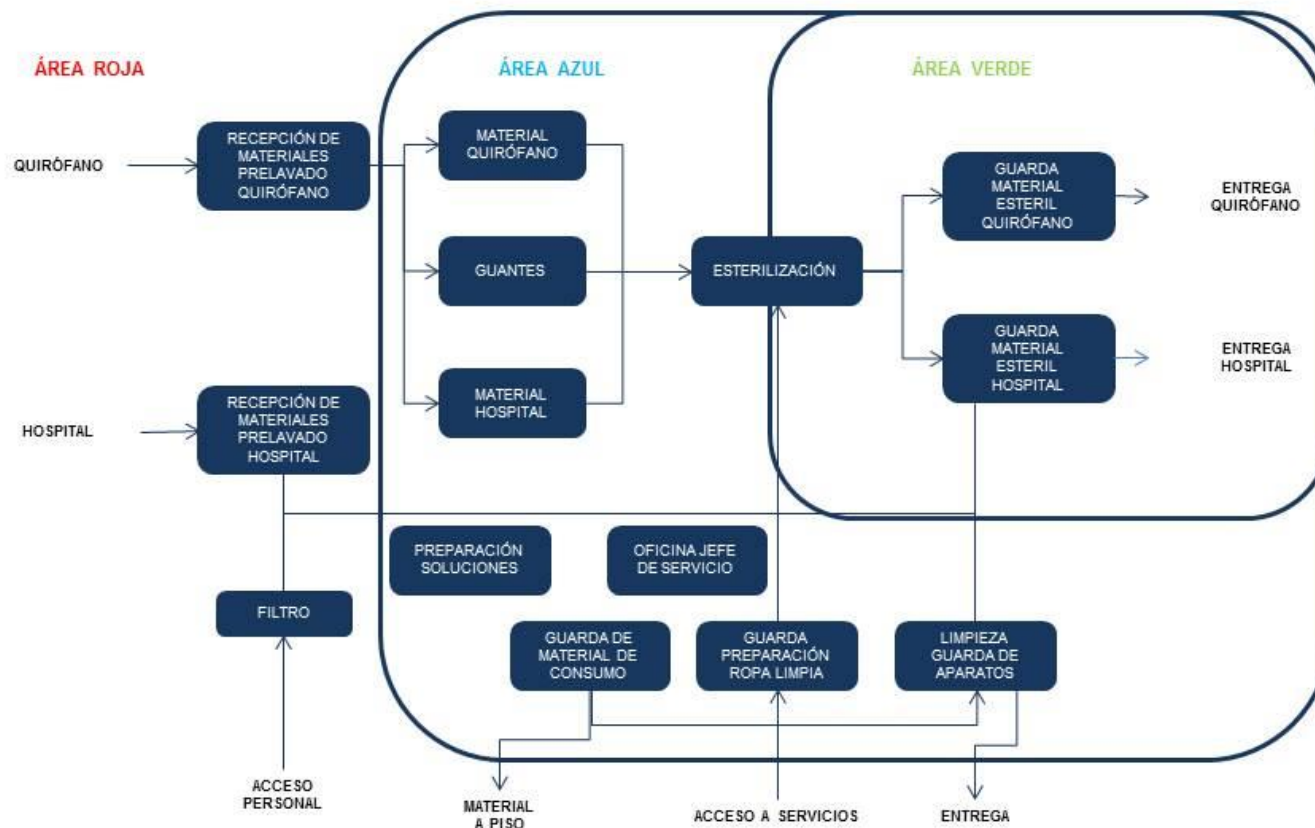 ÁREA ROJA
ÁREA AZUL
ÁREA VERDE
QUIRÓFANO
RECEPCIÓN DE
MATERIALES
PRELAVADO
QUIRÓFANO
MATERIAL
QUIRÓFANO
GUARDA
MATERIAL
ESTERIL
QUIRÓFANO
ENTREGA
QUIRÓFANO
GUANTES
ESTERILIZACIÓN
HOSPITAL
RECEPCIÓN DE
MATERIALES
PRELAVADO
HOSPITAL
MATERIAL
HOSPITAL
GUARDA
MATERIAL
ESTERIL
HOSPITAL
ENTREGA
HOSPITAL
PREPARACIÓN
SOLUCIONES
OFICINA JEFE
DE SERVICIO
FILTRO
GUARDA DE
MATERIAL DE
CONSUMO
GUARDA
PREPARACIÓN
ROPA LIMPIA
LIMPIEZA
GUARDA DE
APARATOS
ACCESO
PERSONAL
MATERIAL
A PISO
ACCESO A SERVICIOS
ENTREGA